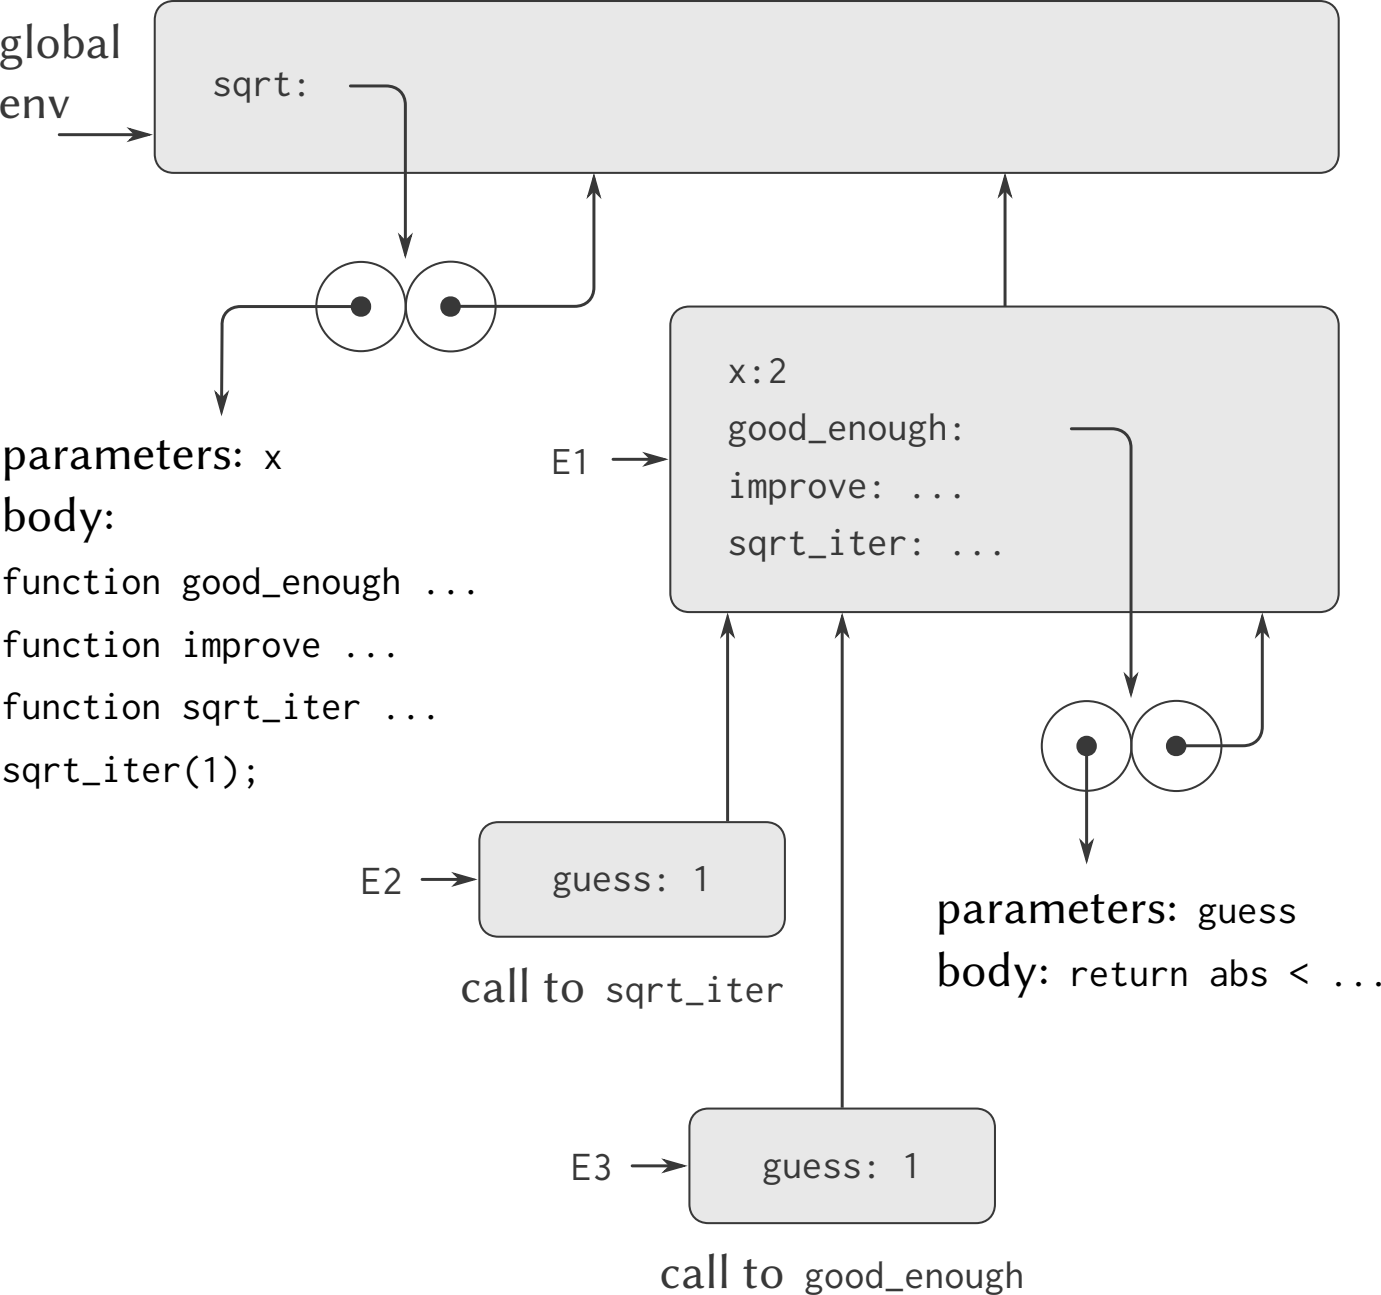 global
env
sqrt:
parameters: x
body:
function good_enough ...
function improve ...
function sqrt_iter ...
sqrt_iter(1);
E1
x:2
good_enough:
improve: ...
sqrt_iter: ...
E2
guess: 1
call to sqrt_iter
parameters: guess
body: return abs < ...
E3
guess: 1
call to good_enough